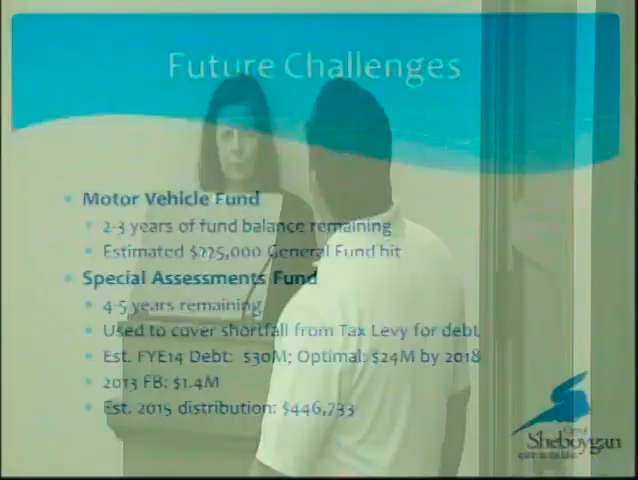 Future Challenges
Motor Vehicle Fund
2-3 years of fund balance remaining
Estimated $225,000 General Fund hit
Special Assessments Fund
4-5 years remaining
Used to cover shortfall from Tax Levy for debt
Est. FYE14 Debt: $30M; Optimal: $24M by 2018
2013 FB: $1.4M
Est. 2015 distribution: $446,733
City of
Sheboygan